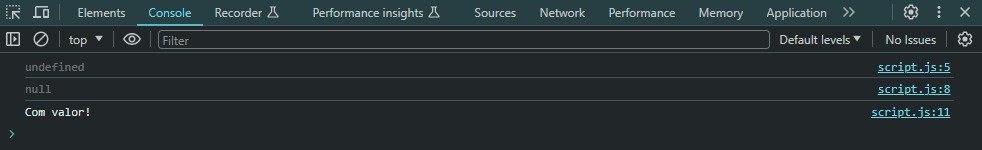 Elements Console Recorder Performance insights Sources Network Performance Memory Application
top Filter Default levels No Issues
undefined script.js:5
null script.js:8
Com valor! script.js:11